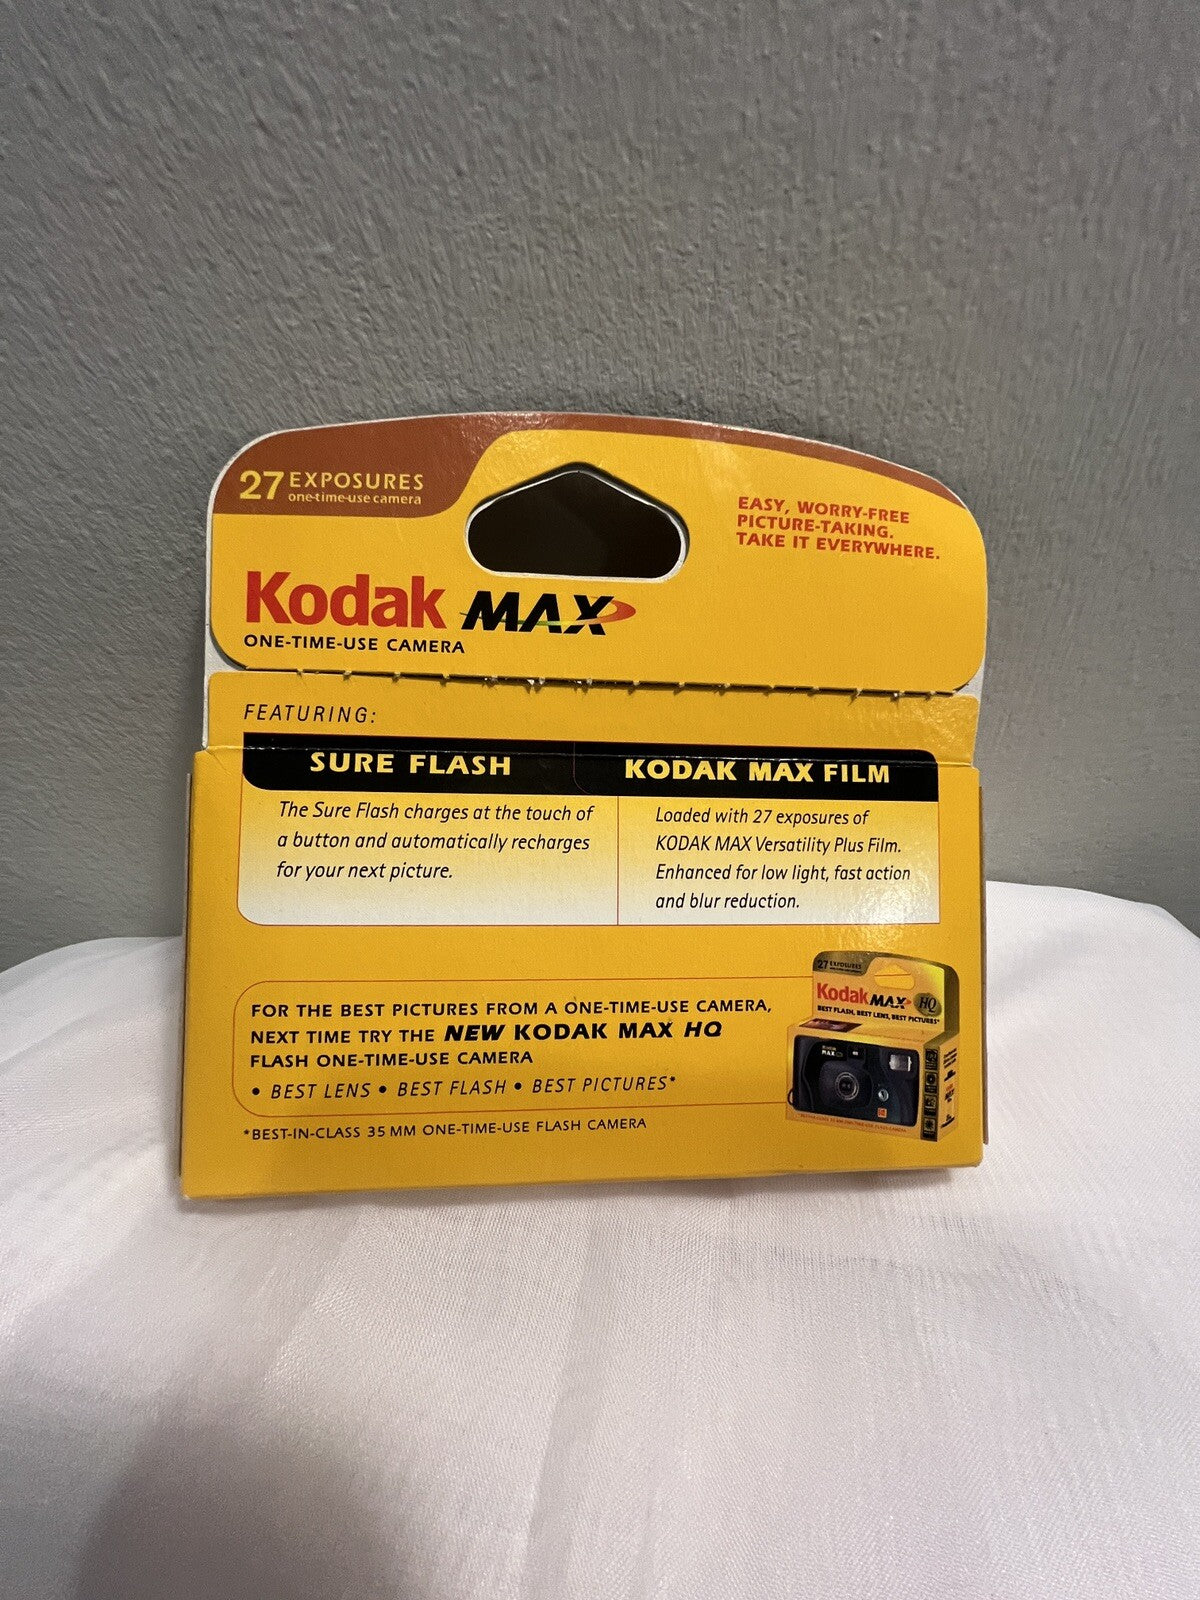 27 EXPOSURES
one-time-use camera
EASY, WORRY-FREE
PICTURE-TAKING.
TAKE IT EVERYWHERE.
Kodak MAX
ONE-TIME-USE CAMERA
FEATURING:
SURE FLASH
The Sure Flash charges at the touch of
a button and automatically recharges
for your next picture.
KODAK MAX FILM
Loaded with 27 exposures of
KODAK MAX Versatility Plus Film.
Enhanced for low light, fast action
and blur reduction.
FOR THE BEST PICTURES FROM A ONE-TIME-USE CAMERA,
NEXT TIME TRY THE NEW KODAK MAX HQ
FLASH ONE-TIME-USE CAMERA
• BEST LENS • BEST FLASH • BEST PICTURES*
*BEST-IN-CLASS 35 MM ONE-TIME-USE FLASH CAMERA
27 EXPOSURES
Kodak MAX HQ
BEST FLASH, BEST LENS, BEST PICTURES*